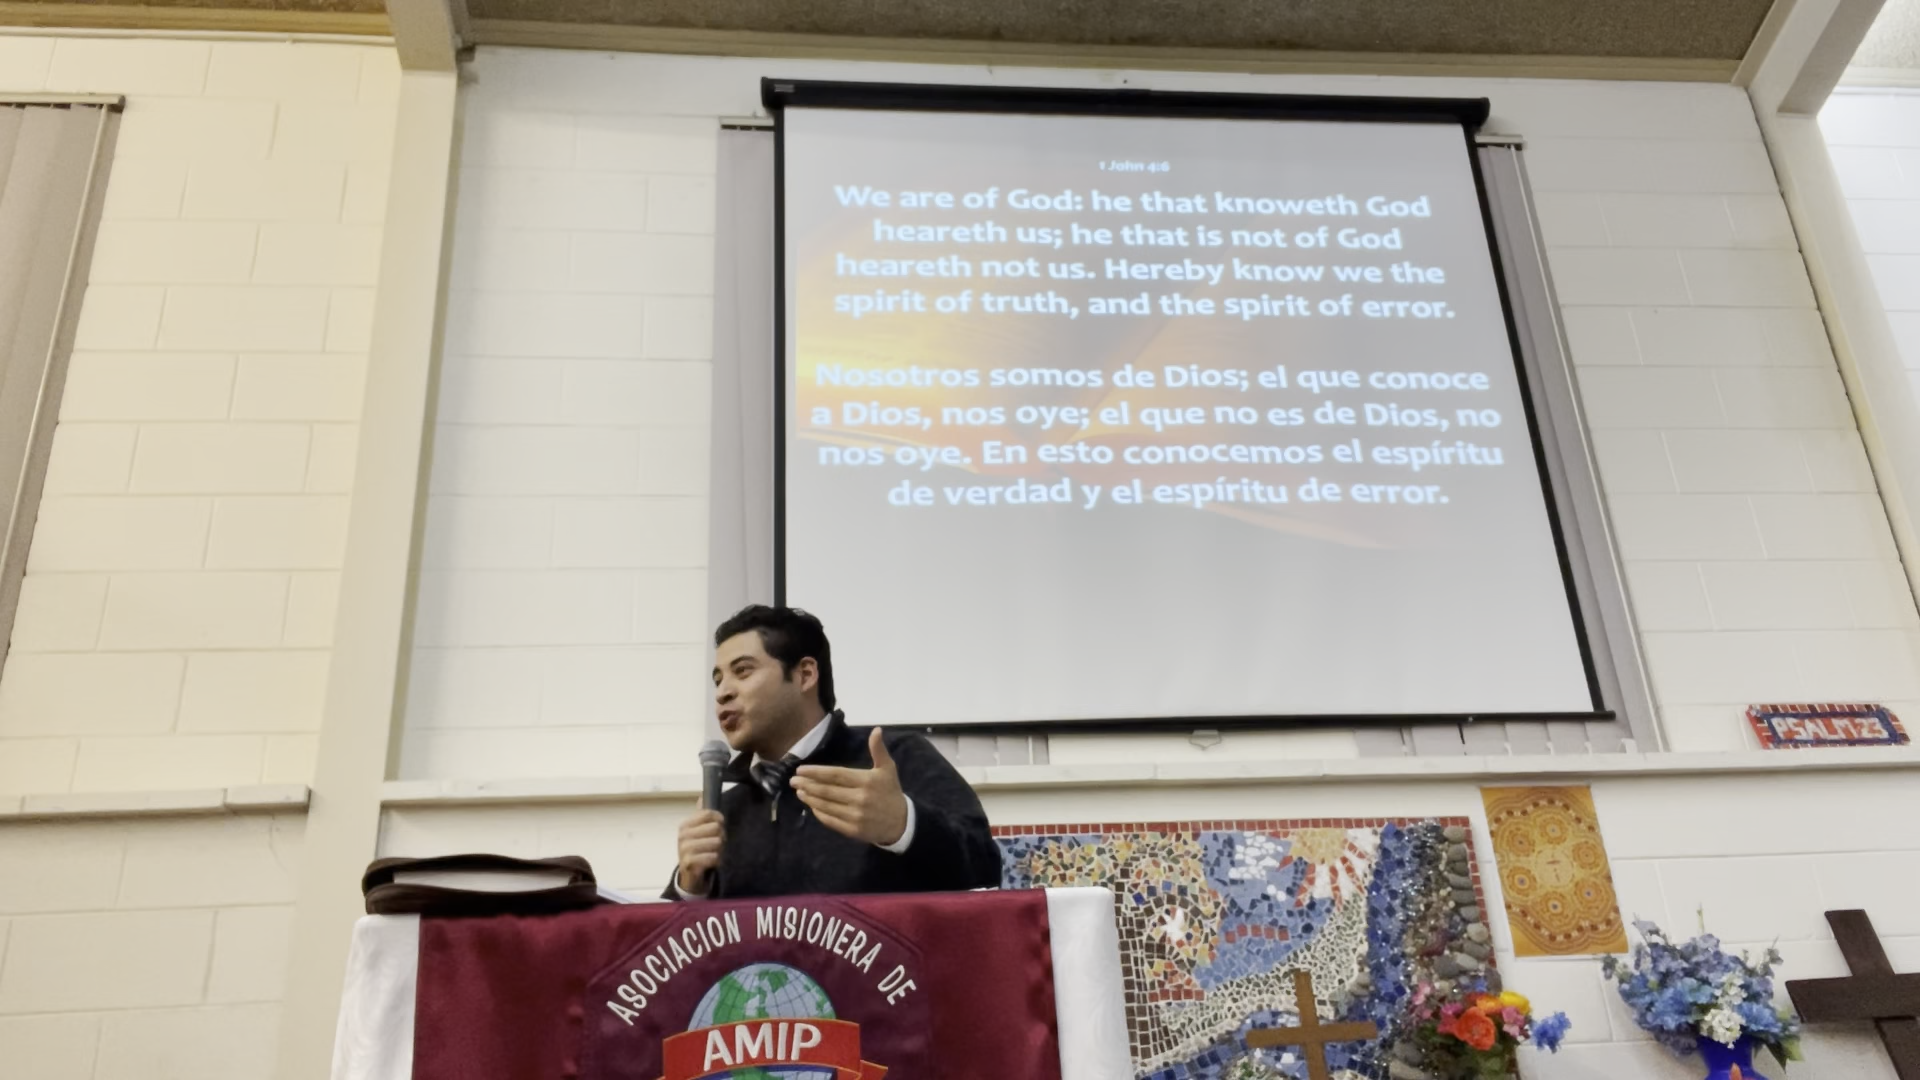 1 John 4:6
We are of God: he that knoweth God
heareth us; he that is not of God
heareth not us. Hereby know we the
spirit of truth, and the spirit of error.
Nosotros somos de Dios; el que conoce
a Dios, nos oye; el que no es de Dios, no
nos oye. En esto conocemos el espíritu
de verdad y el espíritu de error.
PSALM 23
ASOCIACION MISIONERA DE
AMIP